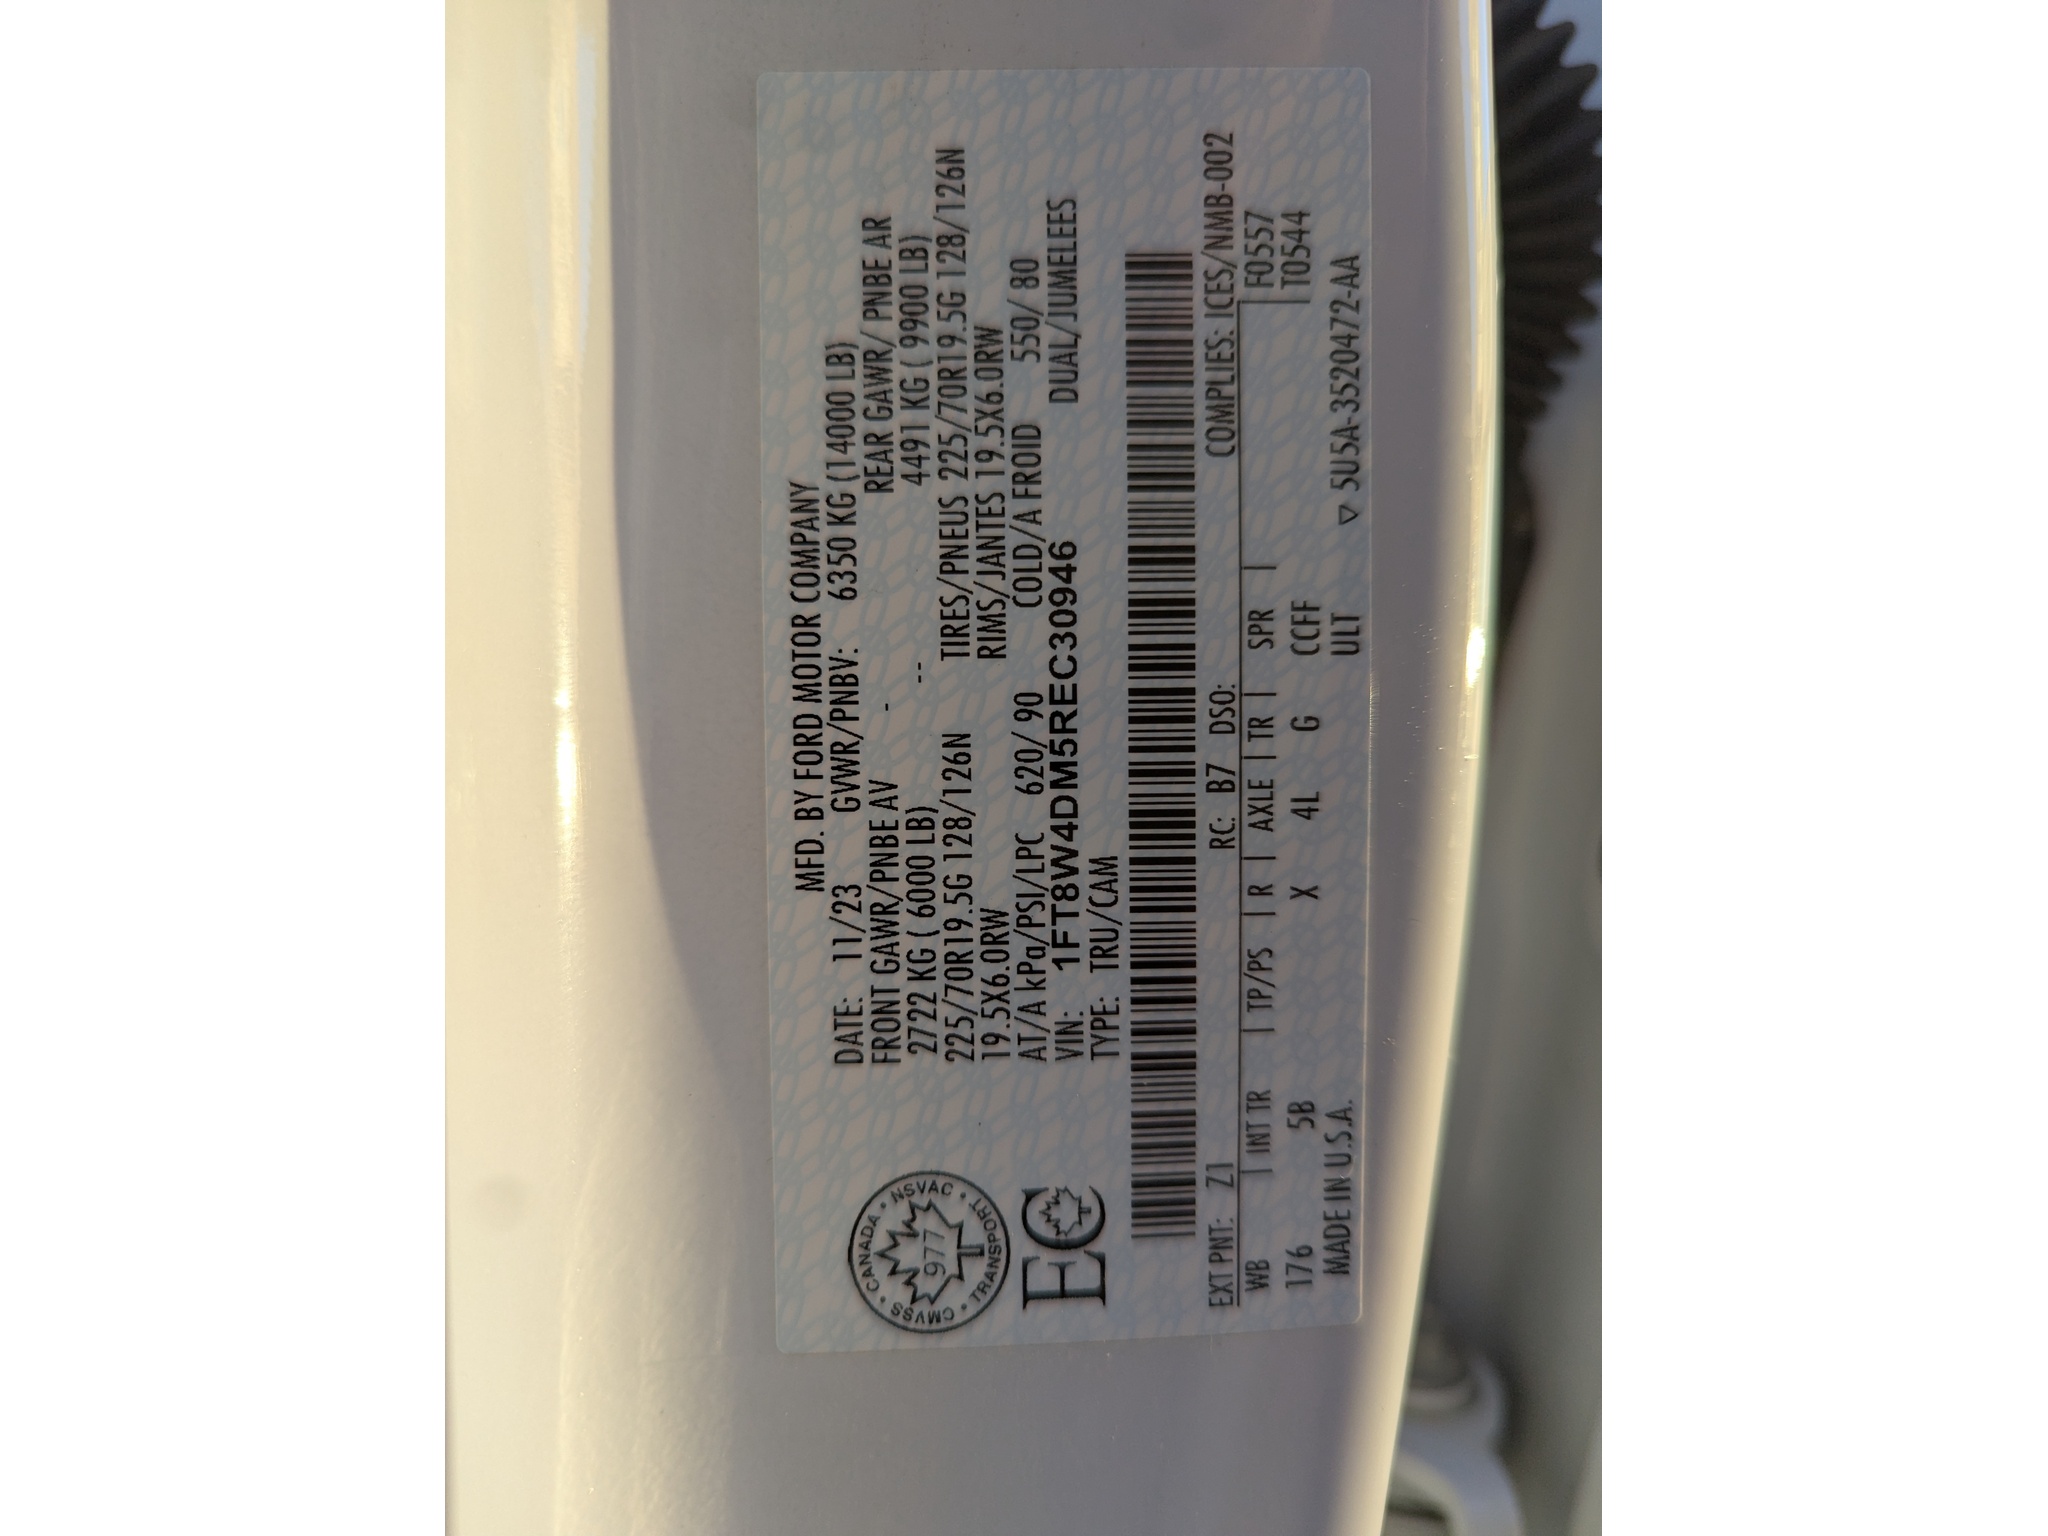 MFD. BY FORD MOTOR COMPANY
DATE: 11/23 GVWR/PNBV: 6350 KG (14000 LB)
FRONT GAWR/PNBE AV - REAR GAWR/ PNBE AR
2722 KG ( 6000 LB) -- 4491 KG ( 9900 LB)
225/70R19.5G 128/126N TIRES/PNEUS 225/70R19.5G 128/126N
19.5X6.0RW RIMS/JANTES 19.5X6.0RW
AT/A kPa/PSI/LPC 620/ 90 COLD/A FROID 550/ 80
VIN: 1FT8W4DM5REC30946 DUAL/JUMELEES
TYPE: TRU/CAM
CMVSS • CANADA • NSVAC • TRANSPORT •
977
EC
EXT PNT: Z1 RC: B7 DSO: COMPLIES: ICES/NMB-002
WB | INT TR | TP/PS | R | AXLE | TR | SPR | F0557
176 5B X 4L G CCFF T0544
MADE IN U.S.A. ULT ▽ 5U5A-3520472-AA